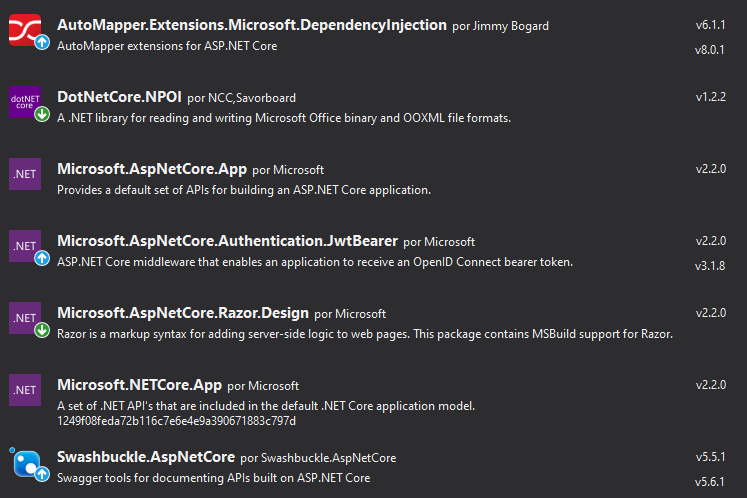 AutoMapper.Extensions.Microsoft.DependencyInjection por Jimmy Bogard v6.1.1
AutoMapper extensions for ASP.NET Core v8.0.1
dotNET
core
DotNetCore.NPOI por NCC,Savorboard v1.2.2
A .NET library for reading and writing Microsoft Office binary and OOXML file formats.
.NET
Microsoft.AspNetCore.App por Microsoft v2.2.0
Provides a default set of APIs for building an ASP.NET Core application.
.NET
Microsoft.AspNetCore.Authentication.JwtBearer por Microsoft v2.2.0
ASP.NET Core middleware that enables an application to receive an OpenID Connect bearer token. v3.1.8
.NET
Microsoft.AspNetCore.Razor.Design por Microsoft v2.2.0
Razor is a markup syntax for adding server-side logic to web pages. This package contains MSBuild support for Razor.
.NET
Microsoft.NETCore.App por Microsoft v2.2.0
A set of .NET API's that are included in the default .NET Core application model.
1249f08feda72b116c7e6e4e9a390671883c797d
Swashbuckle.AspNetCore por Swashbuckle.AspNetCore v5.5.1
Swagger tools for documenting APIs built on ASP.NET Core v5.6.1